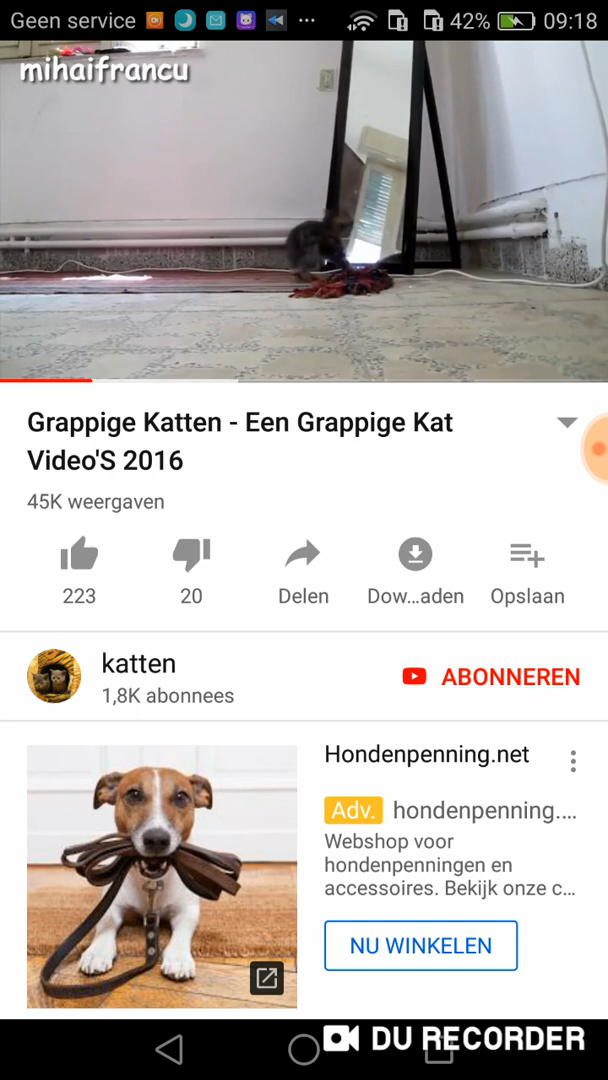 Geen service ... 42% 09:18
mihaifrancu
Grappige Katten - Een Grappige Kat
Video'S 2016
45K weergaven
223 20 Delen Dow...aden Opslaan
katten
1,8K abonnees
ABONNEREN
Hondenpenning.net
Adv. hondenpenning....
Webshop voor
hondenpenningen en
accessoires. Bekijk onze c...
NU WINKELEN
DU RECORDER